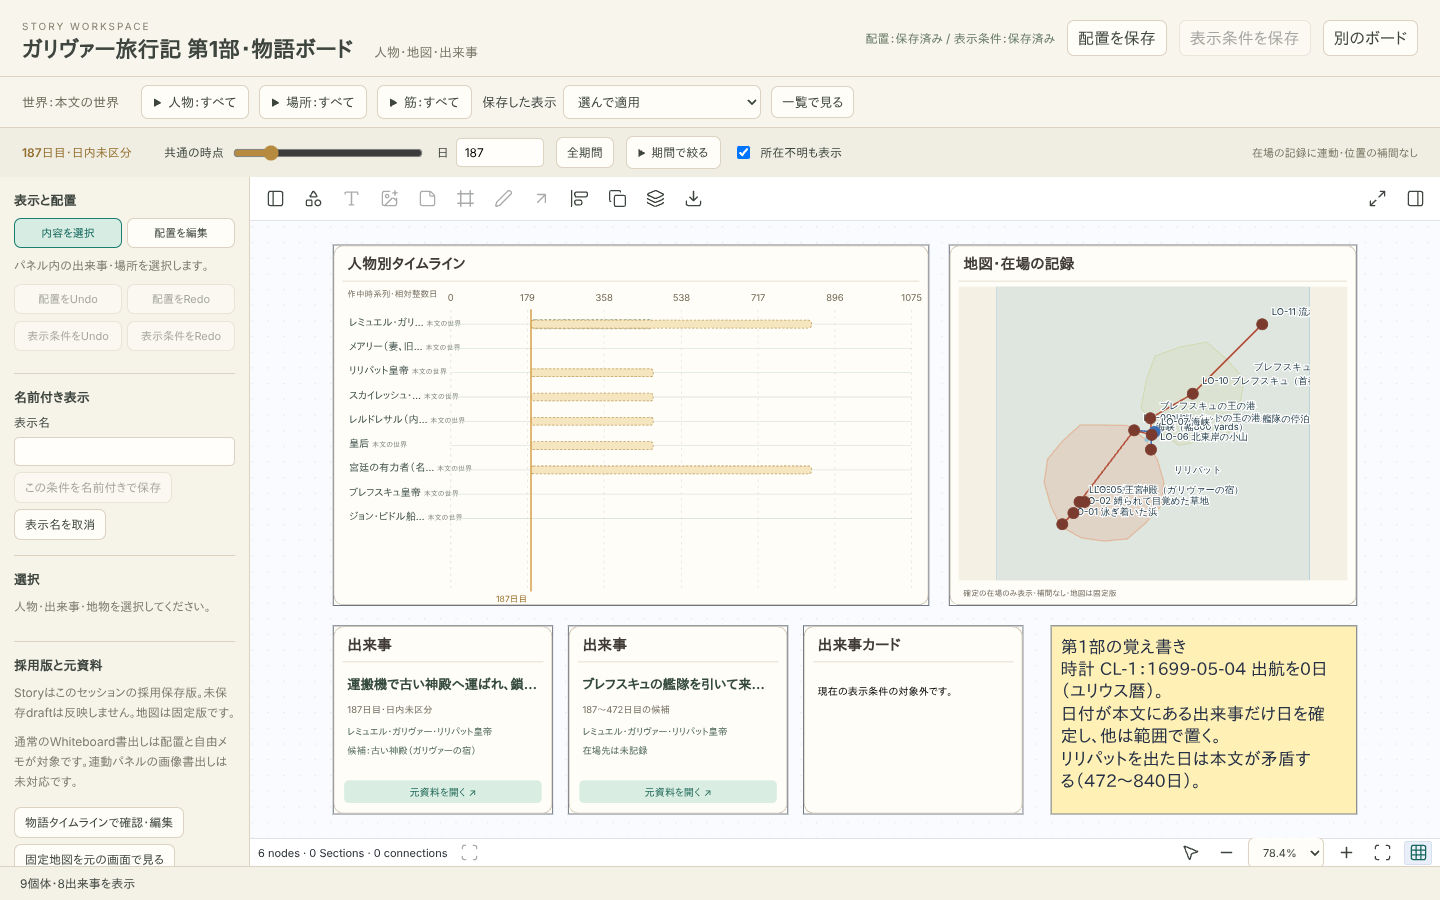 STORY WORKSPACE
ガリヴァー旅行記 第1部・物語ボード
人物・地図・出来事
配置：保存済み / 表示条件：保存済み
配置を保存
表示条件を保存
別のボード
世界：本文の世界
▶ 人物：すべて
▶ 場所：すべて
▶ 筋：すべて
保存した表示
選んで適用
一覧で見る
187日目・日内未区分
共通の時点
日
187
全期間
▶ 期間で絞る
所在不明も表示
在場の記録に連動・位置の補間なし
表示と配置
内容を選択
配置を編集
パネル内の出来事・場所を選択します。
配置をUndo
配置をRedo
表示条件をUndo
表示条件をRedo
名前付き表示
表示名
この条件を名前付きで保存
表示名を取消
選択
人物・出来事・地物を選択してください。
採用版と元資料
Storyはこのセッションの採用保存版。未保
存draftは反映しません。地図は固定版です。
通常のWhiteboard書出しは配置と自由メ
モが対象です。連動パネルの画像書出しは
未対応です。
物語タイムラインで確認・編集
固定地図を元の画面で見る
人物別タイムライン
作中時系列・相対整数日
0
179
358
538
717
896
1075
レミュエル・ガリ… 本文の世界
メアリー（妻、旧… 本文の世界
リリパット皇帝 本文の世界
スカイレッシュ・… 本文の世界
レルドレサル（内… 本文の世界
皇后 本文の世界
宮廷の有力者（名… 本文の世界
ブレフスキュ皇帝 本文の世界
ジョン・ビドル船… 本文の世界
187日目
地図・在場の記録
LO-11 流
ブレフスキュ
LO-10 ブレフスキュ（首
ブレフスキュの王の港
艦隊の停泊
LO-06 北東岸の小山
リリパット
（ガリヴァーの宿）
縛られて目覚めた草地
泳ぎ着いた浜
確定の在場のみ表示・補間なし・地図は固定版
出来事
運搬機で古い神殿へ運ばれ、鎖…
187日目・日内未区分
レミュエル・ガリヴァー・リリパット皇帝
候補：古い神殿（ガリヴァーの宿）
元資料を開く ↗
出来事
ブレフスキュの艦隊を引いて来…
187〜472日目の候補
レミュエル・ガリヴァー・リリパット皇帝
在場先は未記録
元資料を開く ↗
出来事カード
現在の表示条件の対象外です。
第1部の覚え書き
時計 CL-1：1699-05-04 出航を0日
（ユリウス暦）。
日付が本文にある出来事だけ日を確
定し、他は範囲で置く。
リリパットを出た日は本文が矛盾す
る（472〜840日）。
6 nodes · 0 Sections · 0 connections
78.4%
9個体・8出来事を表示